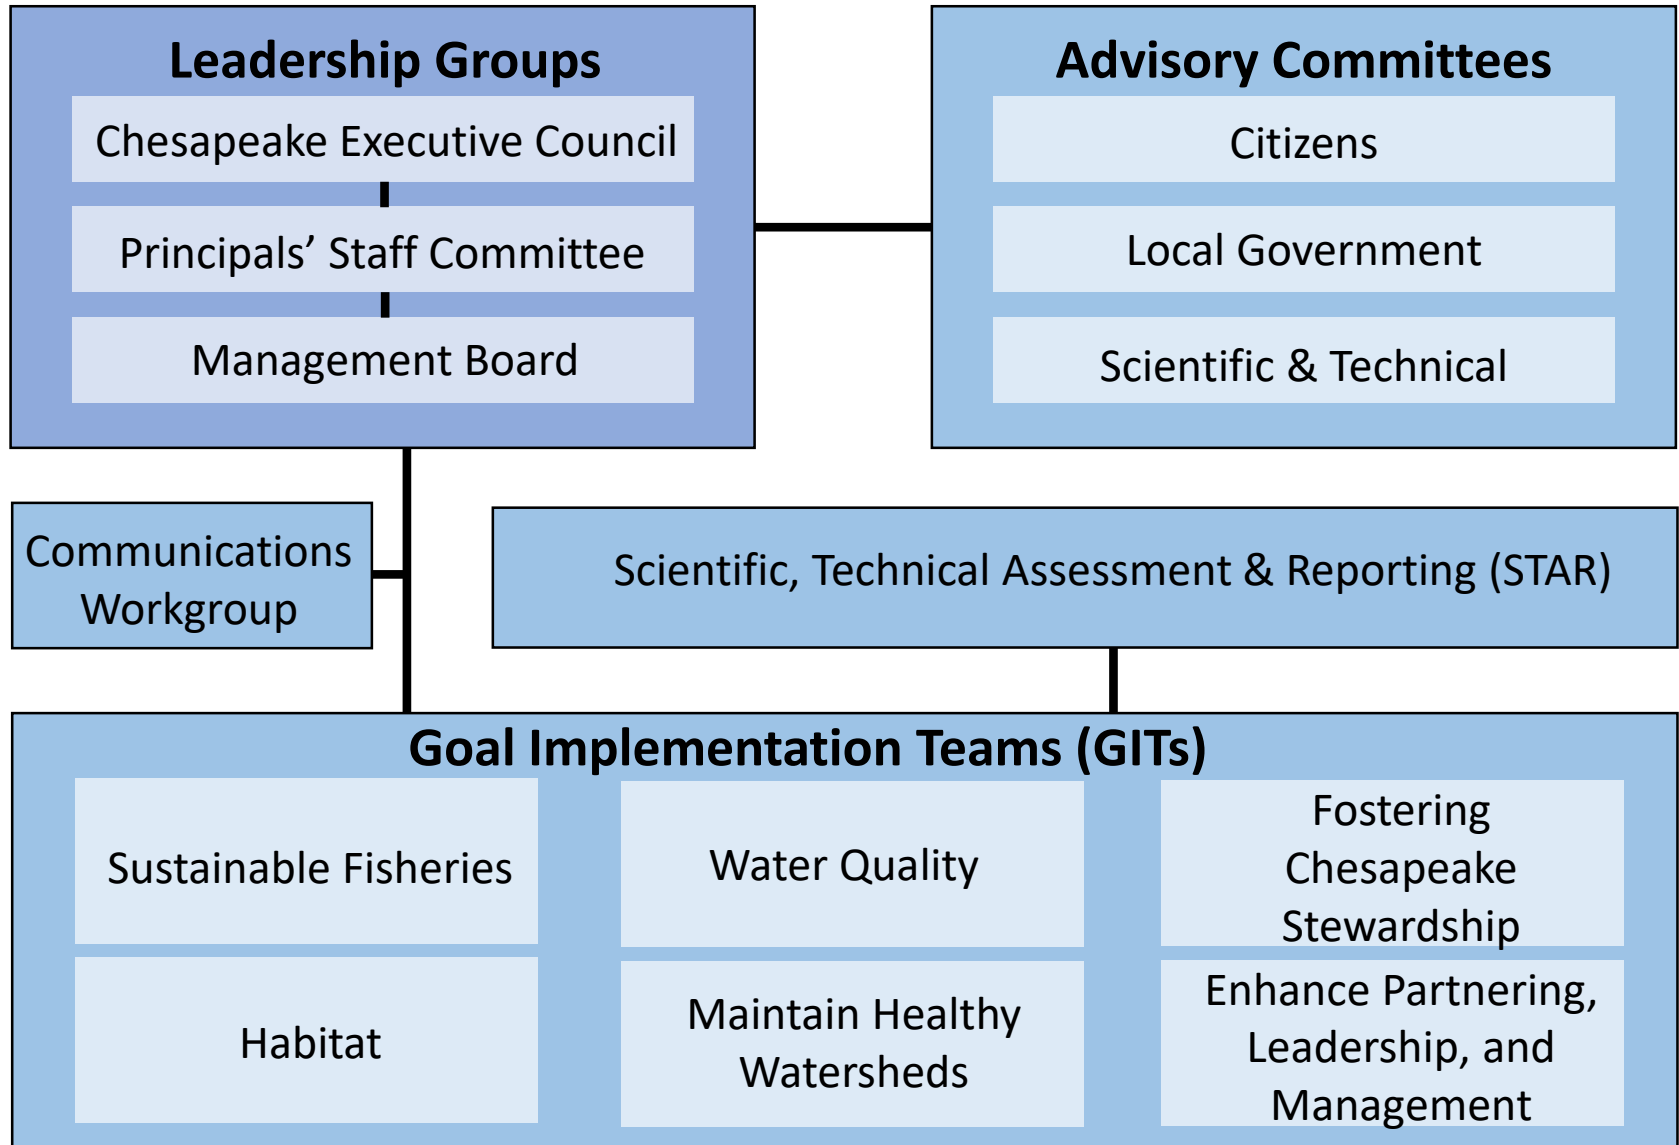 Leadership Groups
Chesapeake Executive Council
Principals’ Staff Committee
Management Board
Advisory Committees
Citizens
Local Government
Scientific & Technical
Communications
Workgroup
Scientific, Technical Assessment & Reporting (STAR)
Goal Implementation Teams (GITs)
Sustainable Fisheries
Water Quality
Fostering
Chesapeake
Stewardship
Habitat
Maintain Healthy
Watersheds
Enhance Partnering,
Leadership, and
Management